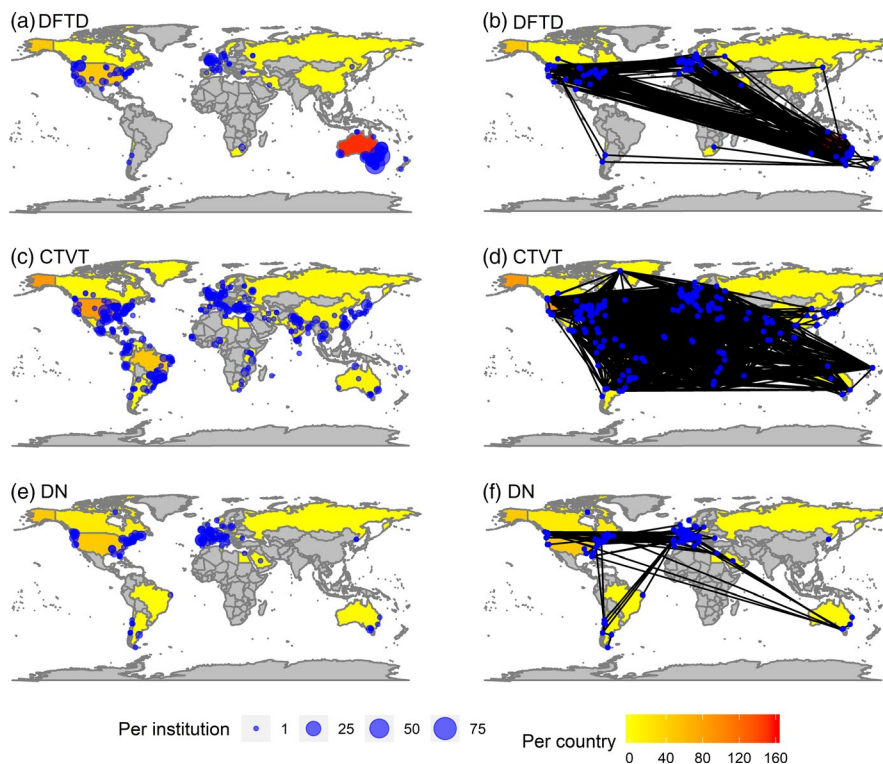 (a) DFTD
(b) DFTD
(c) CTVT
(d) CTVT
(e) DN
(f) DN
Per institution 1 25 50 75
Per country
0 40 80 120 160